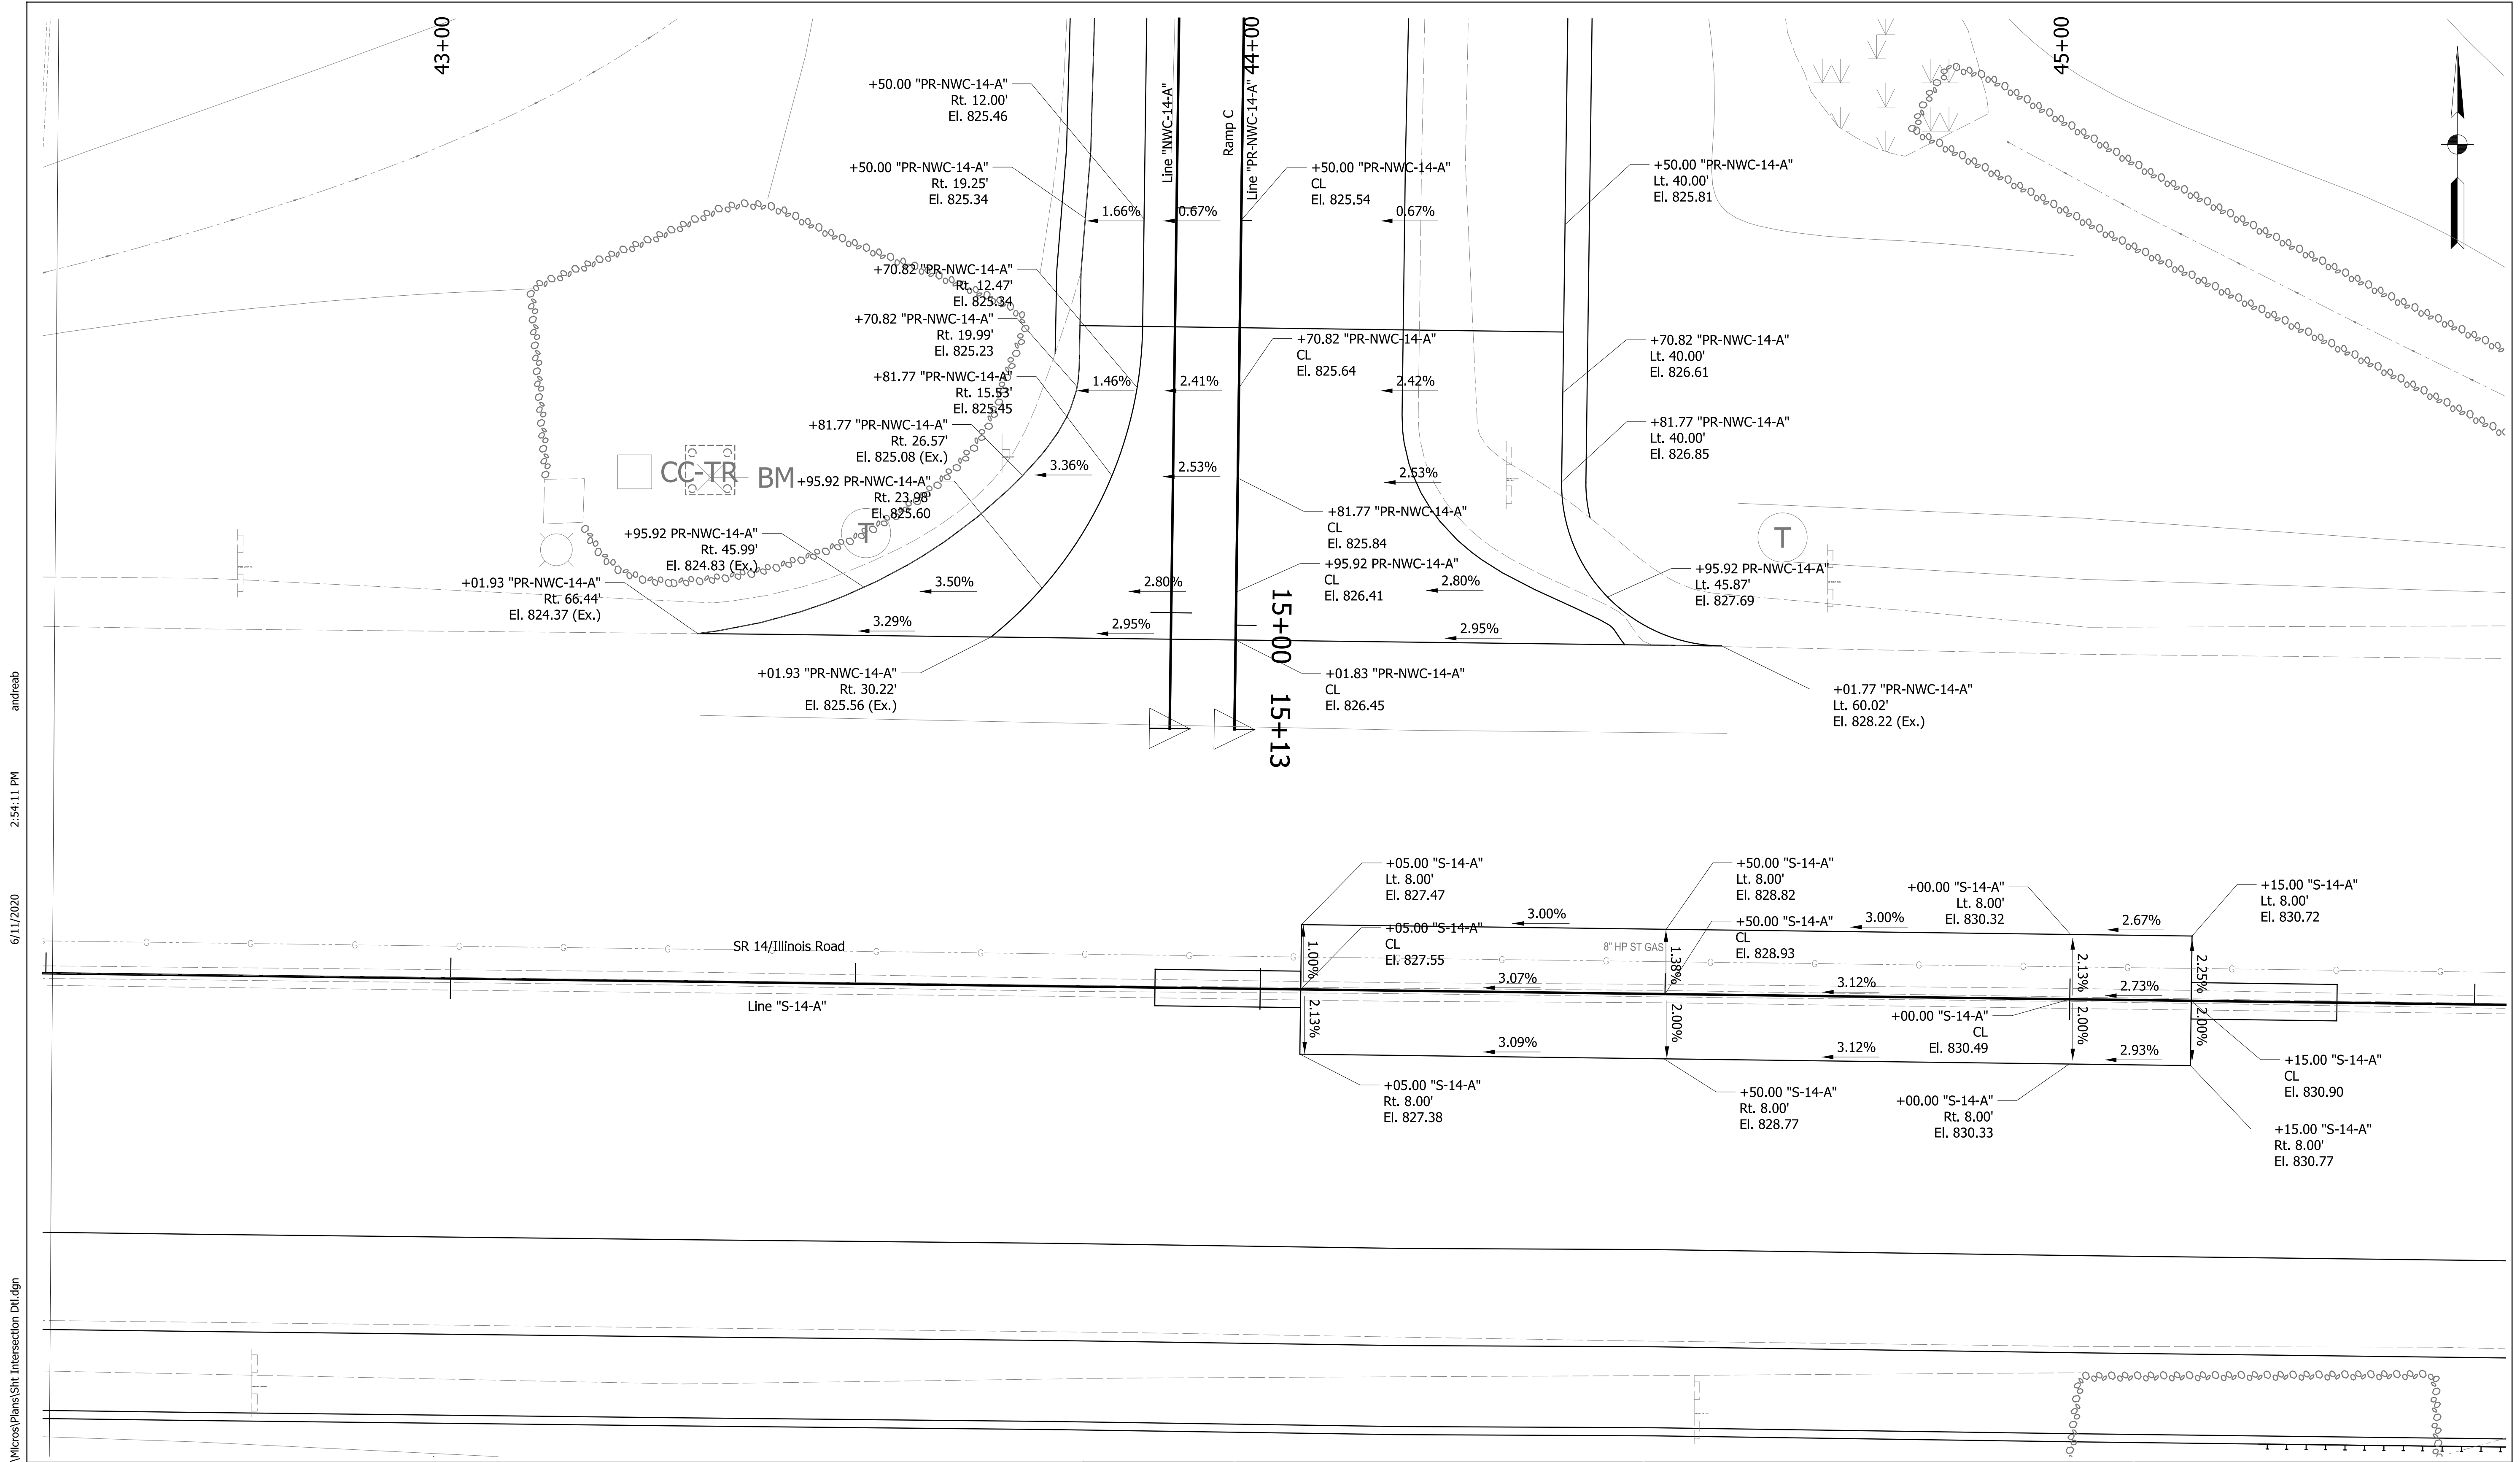 43+00
44+00
45+00
Line "NWC-14-A"
Ramp C
Line "PR-NWC-14-A"
+50.00 "PR-NWC-14-A"
Rt. 12.00'
El. 825.46
+50.00 "PR-NWC-14-A"
Rt. 19.25'
El. 825.34
+50.00 "PR-NWC-14-A"
CL
El. 825.54
+50.00 "PR-NWC-14-A"
Lt. 40.00'
El. 825.81
1.66%
0.67%
0.67%
+70.82 "PR-NWC-14-A"
Rt. 12.47'
El. 825.34
+70.82 "PR-NWC-14-A"
Rt. 19.99'
El. 825.23
+70.82 "PR-NWC-14-A"
CL
El. 825.64
+70.82 "PR-NWC-14-A"
Lt. 40.00'
El. 826.61
1.46%
2.41%
2.42%
+81.77 "PR-NWC-14-A"
Rt. 15.53'
El. 825.45
+81.77 "PR-NWC-14-A"
Rt. 26.57'
El. 825.08 (Ex.)
+81.77 "PR-NWC-14-A"
Lt. 40.00'
El. 826.85
3.36%
2.53%
2.53%
CC-TR
BM
T
T
+95.92 PR-NWC-14-A"
Rt. 23.98'
El. 825.60
+81.77 "PR-NWC-14-A"
CL
El. 825.84
+95.92 PR-NWC-14-A"
Rt. 45.99'
El. 824.83 (Ex.)
+95.92 "PR-NWC-14-A"
CL
El. 826.41
+95.92 PR-NWC-14-A"
Lt. 45.87'
El. 827.69
+01.93 "PR-NWC-14-A"
Rt. 66.44'
El. 824.37 (Ex.)
3.50%
2.80%
2.80%
3.29%
2.95%
2.95%
15+00
15+13
+01.93 "PR-NWC-14-A"
Rt. 30.22'
El. 825.56 (Ex.)
+01.83 "PR-NWC-14-A"
CL
El. 826.45
+01.77 "PR-NWC-14-A"
Lt. 60.02'
El. 828.22 (Ex.)
+05.00 "S-14-A"
Lt. 8.00'
El. 827.47
+50.00 "S-14-A"
Lt. 8.00'
El. 828.82
+00.00 "S-14-A"
Lt. 8.00'
El. 830.32
+15.00 "S-14-A"
Lt. 8.00'
El. 830.72
3.00%
3.00%
2.67%
+05.00 "S-14-A"
CL
El. 827.55
+50.00 "S-14-A"
CL
El. 828.93
SR 14/Illinois Road
8" HP ST GAS
G G G G G G G G G G G G G G G G G G G G G G G
1.00%
1.38%
2.13%
2.25%
3.07%
3.12%
2.73%
Line "S-14-A"
2.13%
2.00%
2.00%
2.00%
+00.00 "S-14-A"
CL
El. 830.49
3.09%
3.12%
2.93%
+15.00 "S-14-A"
CL
El. 830.90
+05.00 "S-14-A"
Rt. 8.00'
El. 827.38
+50.00 "S-14-A"
Rt. 8.00'
El. 828.77
+00.00 "S-14-A"
Rt. 8.00'
El. 830.33
+15.00 "S-14-A"
Rt. 8.00'
El. 830.77
\Micros\Plans\Sht Intersection Dtl.dgn 6/11/2020 2:54:11 PM andreab